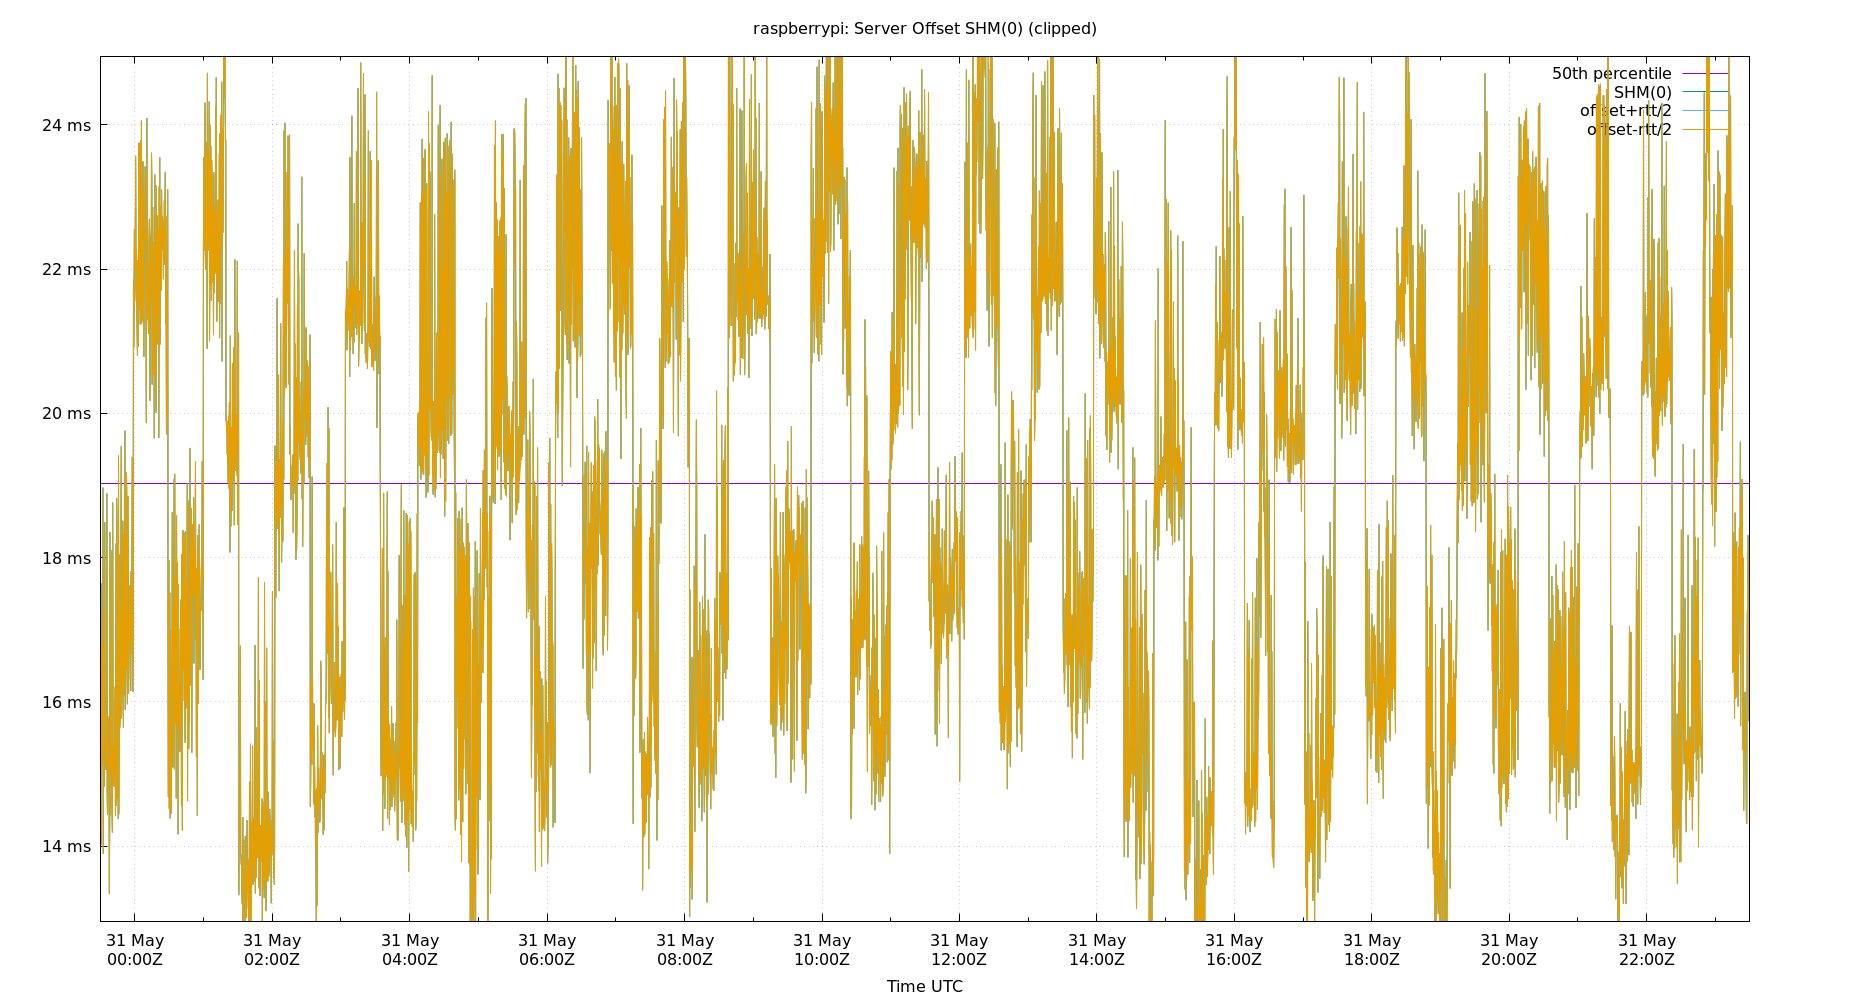 raspberrypi: Server Offset SHM(0) (clipped)
50th percentile
SHM(0)
offset+rtt/2
offset-rtt/2
24 ms
22 ms
20 ms
18 ms
16 ms
14 ms
31 May 31 May 31 May 31 May 31 May 31 May 31 May 31 May 31 May 31 May 31 May 31 May
00:00Z 02:00Z 04:00Z 06:00Z 08:00Z 10:00Z 12:00Z 14:00Z 16:00Z 18:00Z 20:00Z 22:00Z
Time UTC